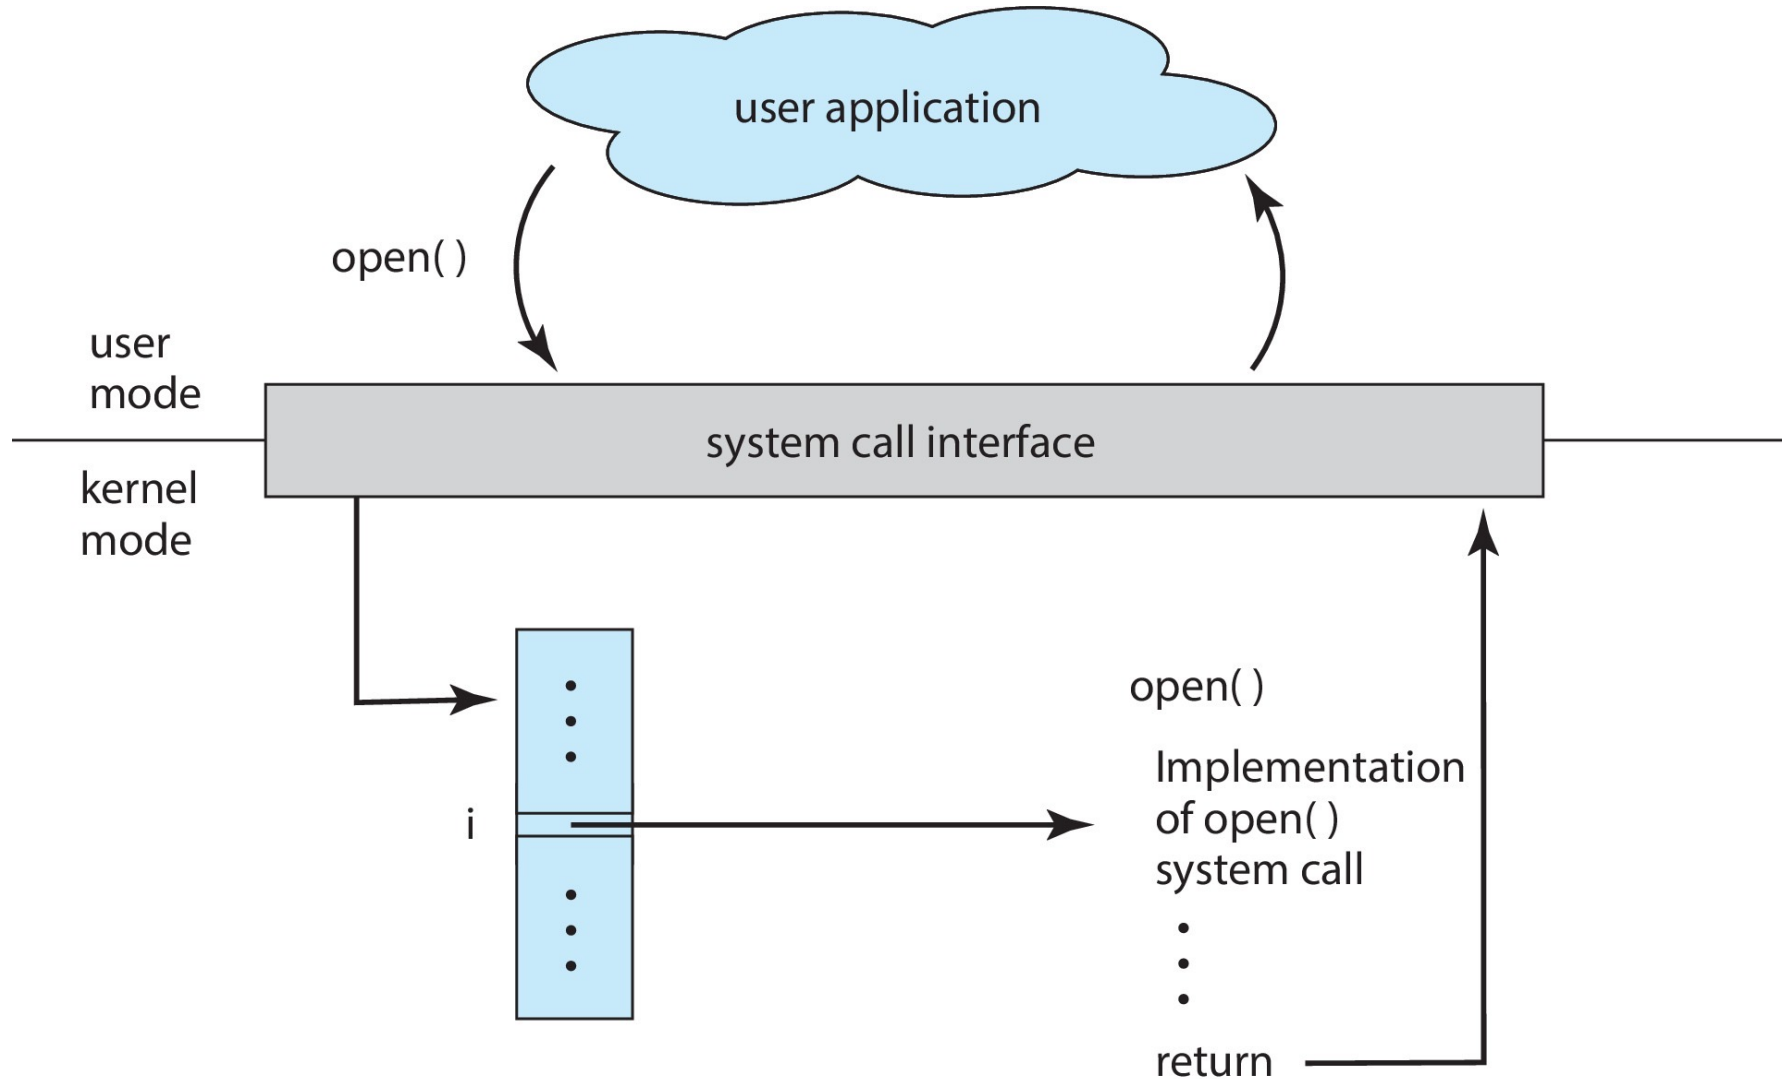 user application
open( )
user
mode
system call interface
kernel
mode
open( )
Implementation
i
of open( )
system call
return